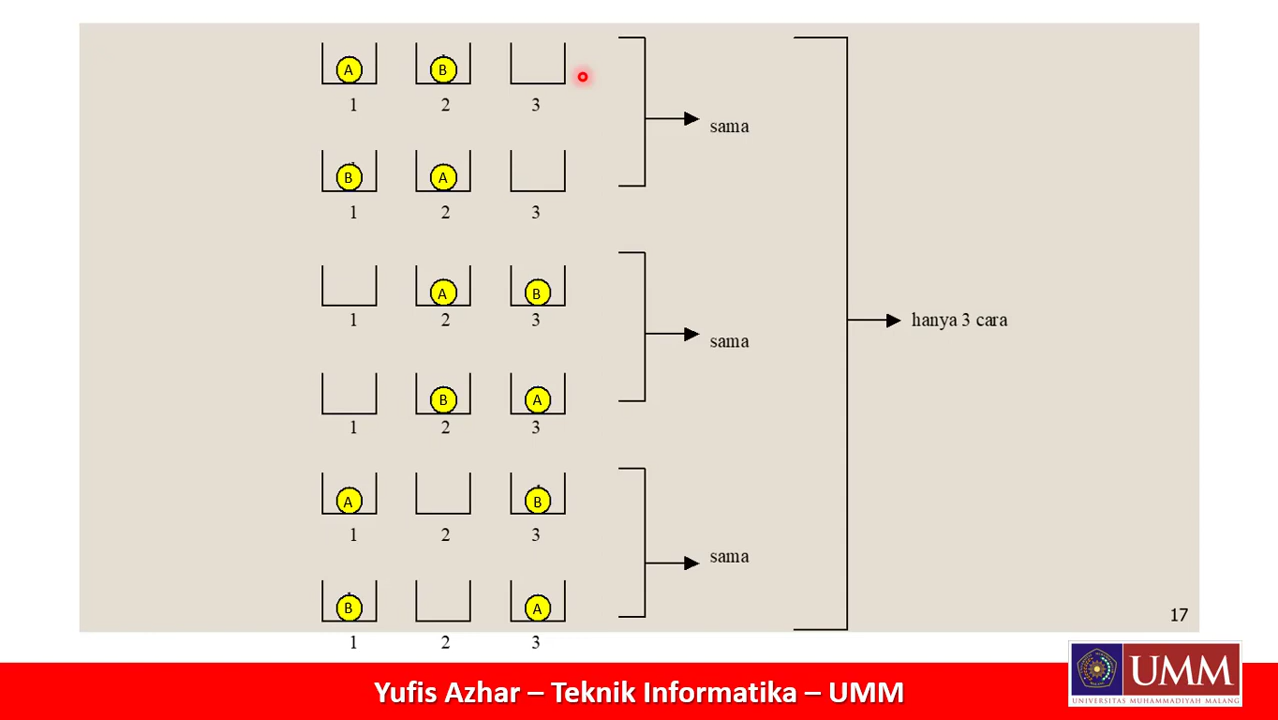 A B
1 2 3
sama
B A
1 2 3
A B
1 2 3
hanya 3 cara
sama
B A
1 2 3
A B
1 2 3
sama
B A
1 2 3
17
Yufis Azhar – Teknik Informatika – UMM
UMM
UNIVERSITAS MUHAMMADIYAH MALANG